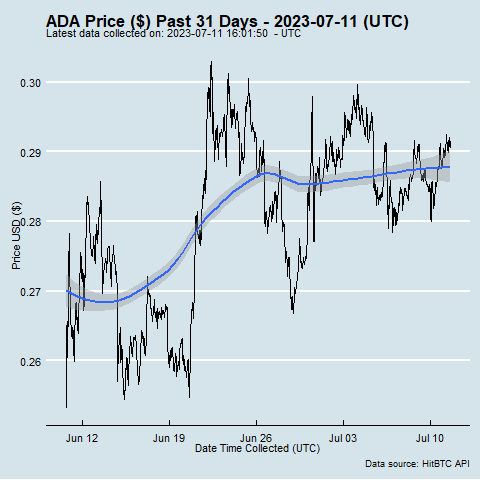 ADA Price ($) Past 31 Days - 2023-07-11 (UTC)
Latest data collected on: 2023-07-11 16:01:50 - UTC
0.30
0.29
0.28
0.27
0.26
Price USD ($)
Jun 12 Jun 19 Jun 26 Jul 03 Jul 10
Date Time Collected (UTC)
Data source: HitBTC API